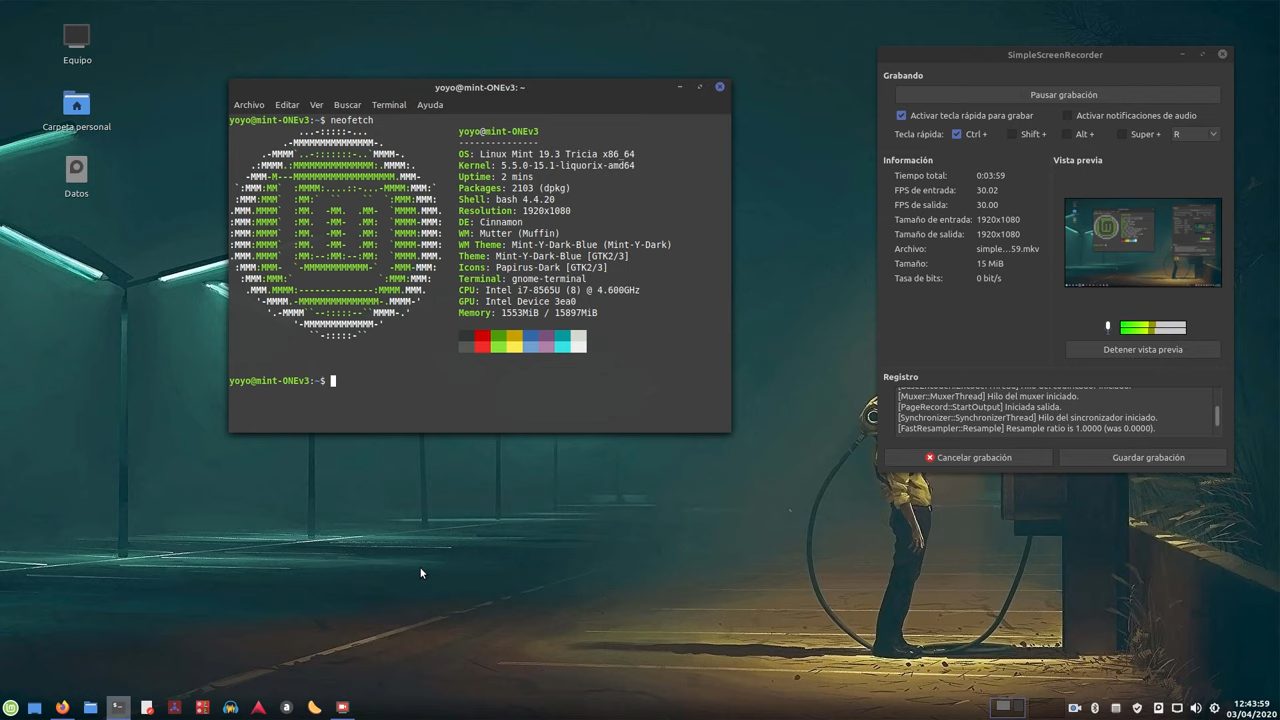 Equipo
Carpeta personal
Datos
yoyo@mint-ONEv3: ~
Archivo Editar Ver Buscar Terminal Ayuda
yoyo@mint-ONEv3:~$ neofetch
yoyo@mint-ONEv3
---------------
OS: Linux Mint 19.3 Tricia x86_64
Kernel: 5.5.0-15.1-liquorix-amd64
Uptime: 2 mins
Packages: 2103 (dpkg)
Shell: bash 4.4.20
Resolution: 1920x1080
DE: Cinnamon
WM: Mutter (Muffin)
WM Theme: Mint-Y-Dark-Blue (Mint-Y-Dark)
Theme: Mint-Y-Dark-Blue [GTK2/3]
Icons: Papirus-Dark [GTK2/3]
Terminal: gnome-terminal
CPU: Intel i7-8565U (8) @ 4.600GHz
GPU: Intel Device 3ea0
Memory: 1553MiB / 15897MiB
yoyo@mint-ONEv3:~$
SimpleScreenRecorder
Grabando
Pausar grabación
Activar tecla rápida para grabar Activar notificaciones de audio
Tecla rápida: Ctrl + Shift + Alt + Super + R
Información Vista previa
Tiempo total: 0:03:59
FPS de entrada: 30.02
FPS de salida: 30.00
Tamaño de entrada: 1920x1080
Tamaño de salida: 1920x1080
Archivo: simple...59.mkv
Tamaño: 15 MiB
Tasa de bits: 0 bit/s
Detener vista previa
Registro
[Muxer::MuxerThread] Hilo del muxer iniciado.
[PageRecord::StartOutput] Iniciada salida.
[Synchronizer::SynchronizerThread] Hilo del sincronizador iniciado.
[FastResampler::Resample] Resample ratio is 1.0000 (was 0.0000).
Cancelar grabación Guardar grabación
12:43:59
03/04/2020